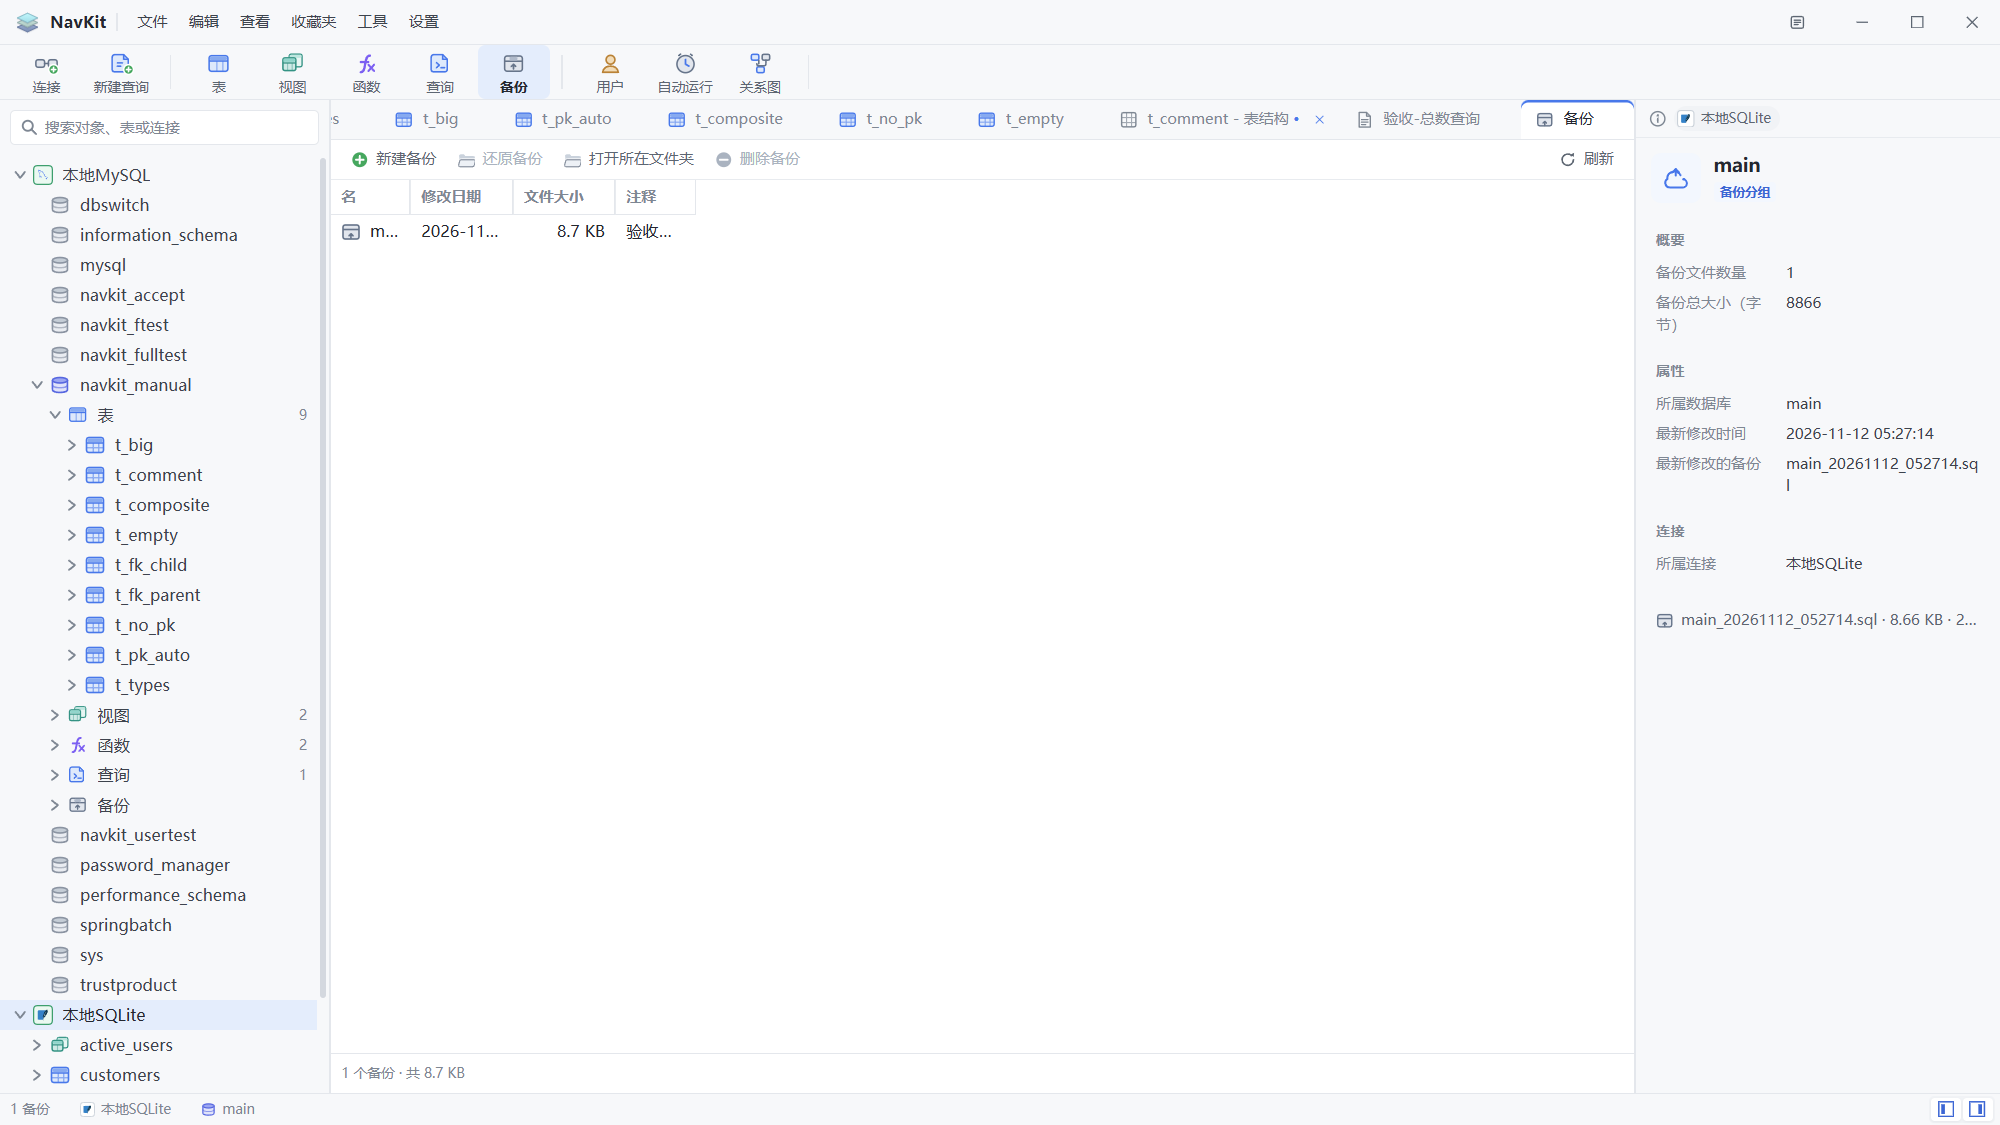 NavKit 文件 编辑 查看 收藏夹 工具 设置
连接 新建查询 表 视图 函数 查询 备份 用户 自动运行 关系图
搜索对象、表或连接
本地MySQL
dbswitch
information_schema
mysql
navkit_accept
navkit_ftest
navkit_fulltest
navkit_manual
表 9
t_big
t_comment
t_composite
t_empty
t_fk_child
t_fk_parent
t_no_pk
t_pk_auto
t_types
视图 2
函数 2
查询 1
备份
navkit_usertest
password_manager
performance_schema
springbatch
sys
trustproduct
本地SQLite
active_users
customers
s t_big t_pk_auto t_composite t_no_pk t_empty t_comment - 表结构 • × 验收-总数查询 备份
新建备份 还原备份 打开所在文件夹 删除备份 刷新
名 修改日期 文件大小 注释
m... 2026-11... 8.7 KB 验收...
1 个备份 · 共 8.7 KB
本地SQLite
main
备份分组
概要
备份文件数量 1
备份总大小（字节） 8866
属性
所属数据库 main
最新修改时间 2026-11-12 05:27:14
最新修改的备份 main_20261112_052714.sql
连接
所属连接 本地SQLite
main_20261112_052714.sql · 8.66 KB · 2...
1 备份 本地SQLite main